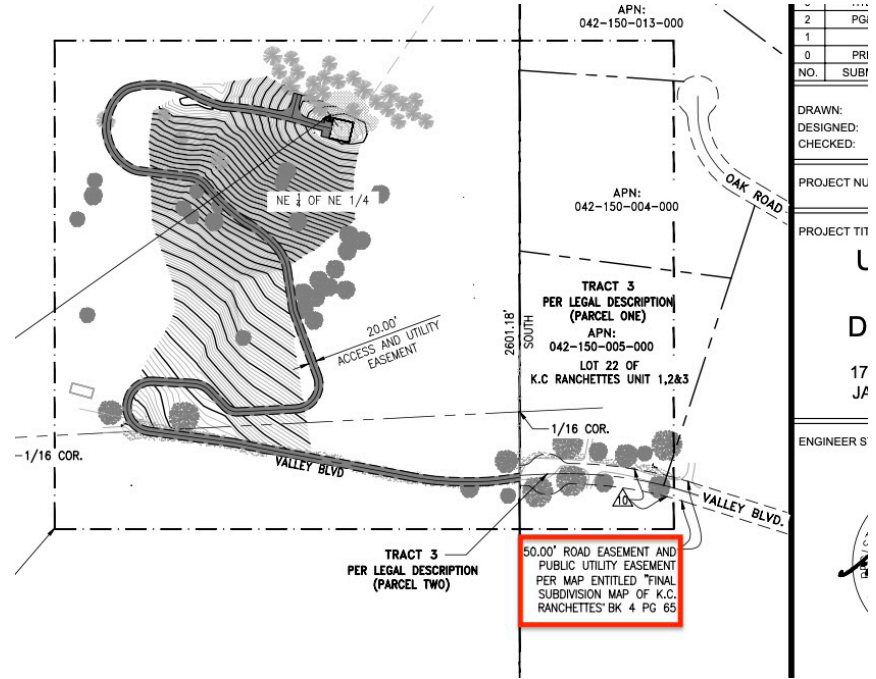 APN:
042-150-013-000
NE 1/4 OF NE 1/4
APN:
042-150-004-000
OAK ROAD
20.00'
ACCESS AND UTILITY
EASEMENT
2601.18'
SOUTH
TRACT 3
PER LEGAL DESCRIPTION
(PARCEL ONE)
APN:
042-150-005-000
LOT 22 OF
K.C RANCHETTES UNIT 1,2&3
1/16 COR.
1/16 COR.
VALLEY BLVD
10
VALLEY BLVD.
TRACT 3
PER LEGAL DESCRIPTION
(PARCEL TWO)
50.00' ROAD EASEMENT AND
PUBLIC UTILITY EASEMENT
PER MAP ENTITLED "FINAL
SUBDIVISION MAP OF K.C.
RANCHETTES" BK 4 PG 65
2 PG&
1
0 PRE
NO. SUBM
DRAWN:
DESIGNED:
CHECKED:
PROJECT NU
PROJECT TIT
U
D
17
JA
ENGINEER ST